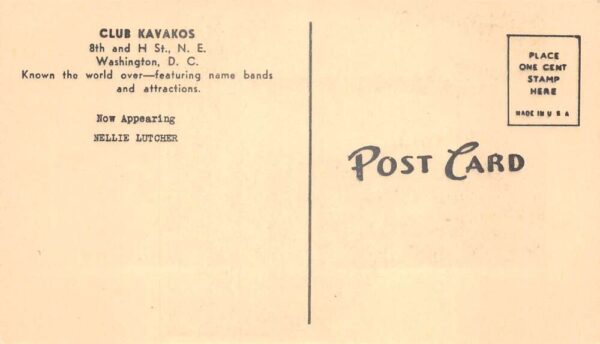 CLUB KAVAKOS
8th and H St., N. E.
Washington, D. C.
Known the world over—featuring name bands
and attractions.
Now Appearing
NELLIE LUTCHER
PLACE
ONE CENT
STAMP
HERE
MADE IN U S A
POST CARD